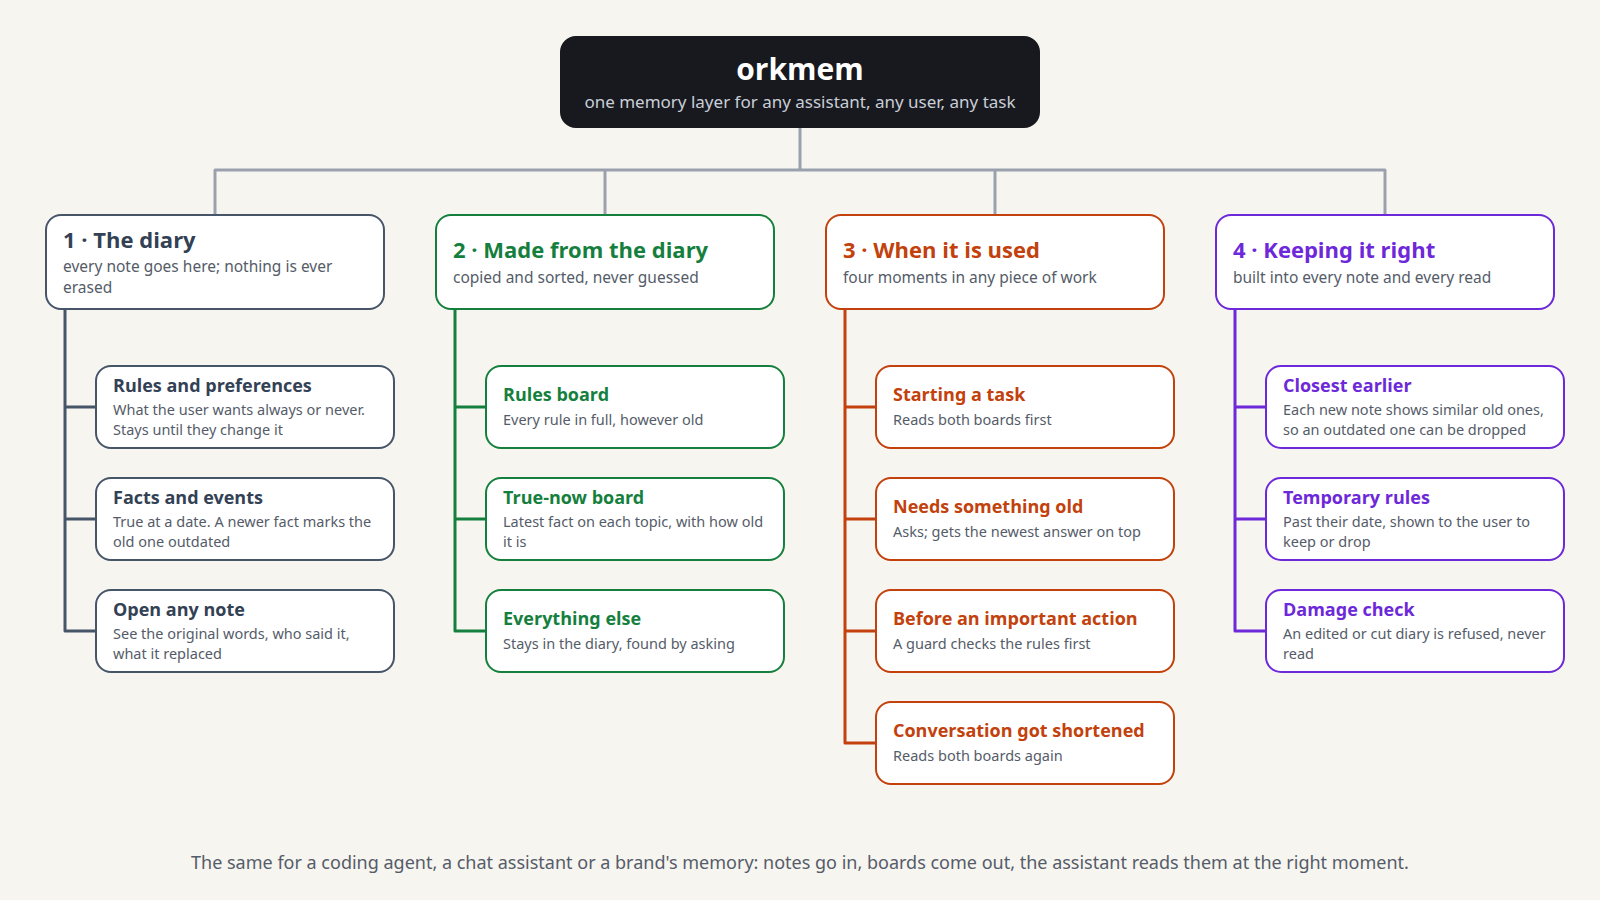 orkmem
one memory layer for any assistant, any user, any task
1 · The diary
every note goes here; nothing is ever
erased
Rules and preferences
What the user wants always or never.
Stays until they change it
Facts and events
True at a date. A newer fact marks the
old one outdated
Open any note
See the original words, who said it,
what it replaced
2 · Made from the diary
copied and sorted, never guessed
Rules board
Every rule in full, however old
True-now board
Latest fact on each topic, with how old
it is
Everything else
Stays in the diary, found by asking
3 · When it is used
four moments in any piece of work
Starting a task
Reads both boards first
Needs something old
Asks; gets the newest answer on top
Before an important action
A guard checks the rules first
Conversation got shortened
Reads both boards again
4 · Keeping it right
built into every note and every read
Closest earlier
Each new note shows similar old ones,
so an outdated one can be dropped
Temporary rules
Past their date, shown to the user to
keep or drop
Damage check
An edited or cut diary is refused, never
read
The same for a coding agent, a chat assistant or a brand's memory: notes go in, boards come out, the assistant reads them at the right moment.